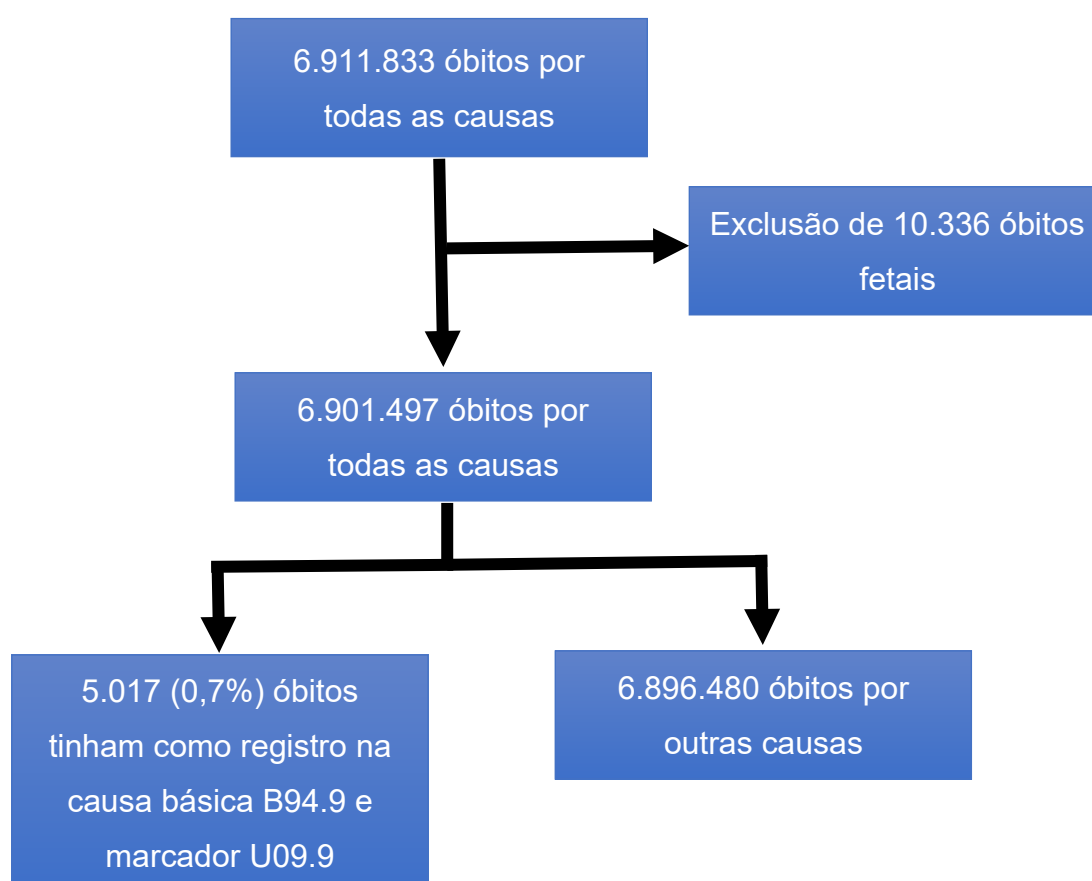 6.911.833 óbitos por
todas as causas
Exclusão de 10.336 óbitos
fetais
6.901.497 óbitos por
todas as causas
5.017 (0,7%) óbitos
tinham como registro na
causa básica B94.9 e
marcador U09.9
6.896.480 óbitos por
outras causas